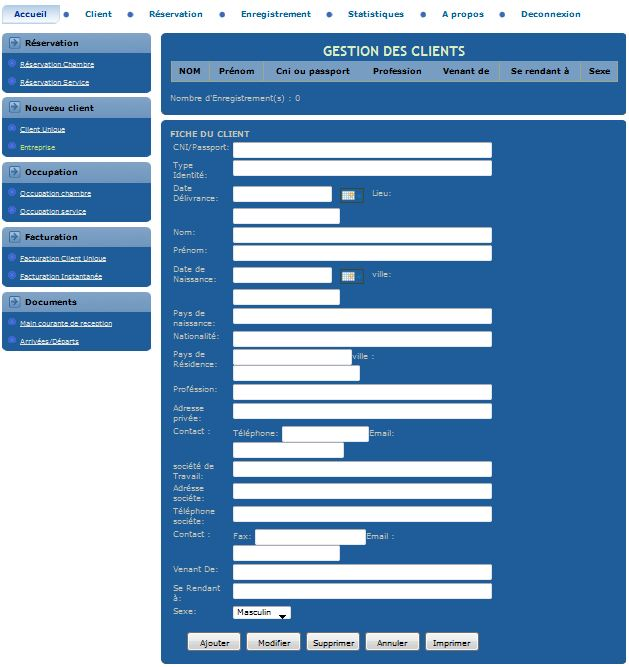 Accueil Client Réservation Enregistrement Statistiques A propos Deconnexion
Réservation
Réservation Chambre
Réservation Service
Nouveau client
Client Unique
Entreprise
Occupation
Occupation chambre
Occupation service
Facturation
Facturation Client Unique
Facturation Instantanée
Documents
Main courante de reception
Arrivées/Départs
GESTION DES CLIENTS
NOM Prénom Cni ou passport Profession Venant de Se rendant à Sexe
Nombre d'Enregistrement(s) : 0
FICHE DU CLIENT
CNI/Passport:
Type
Identité:
Date
Délivrance: Lieu:
Nom:
Prénom:
Date de
Naissance: ville:
Pays de
naissance:
Nationalité:
Pays de
Résidence: ville :
Proféssion:
Adresse
privée:
Contact : Téléphone: Email:
société de
Travail:
Adrésse
sociéte:
Téléphone
sociéte:
Contact : Fax: Email :
Venant De:
Se Rendant
à:
Sexe: Masculin
Ajouter Modifier Supprimer Annuler Imprimer